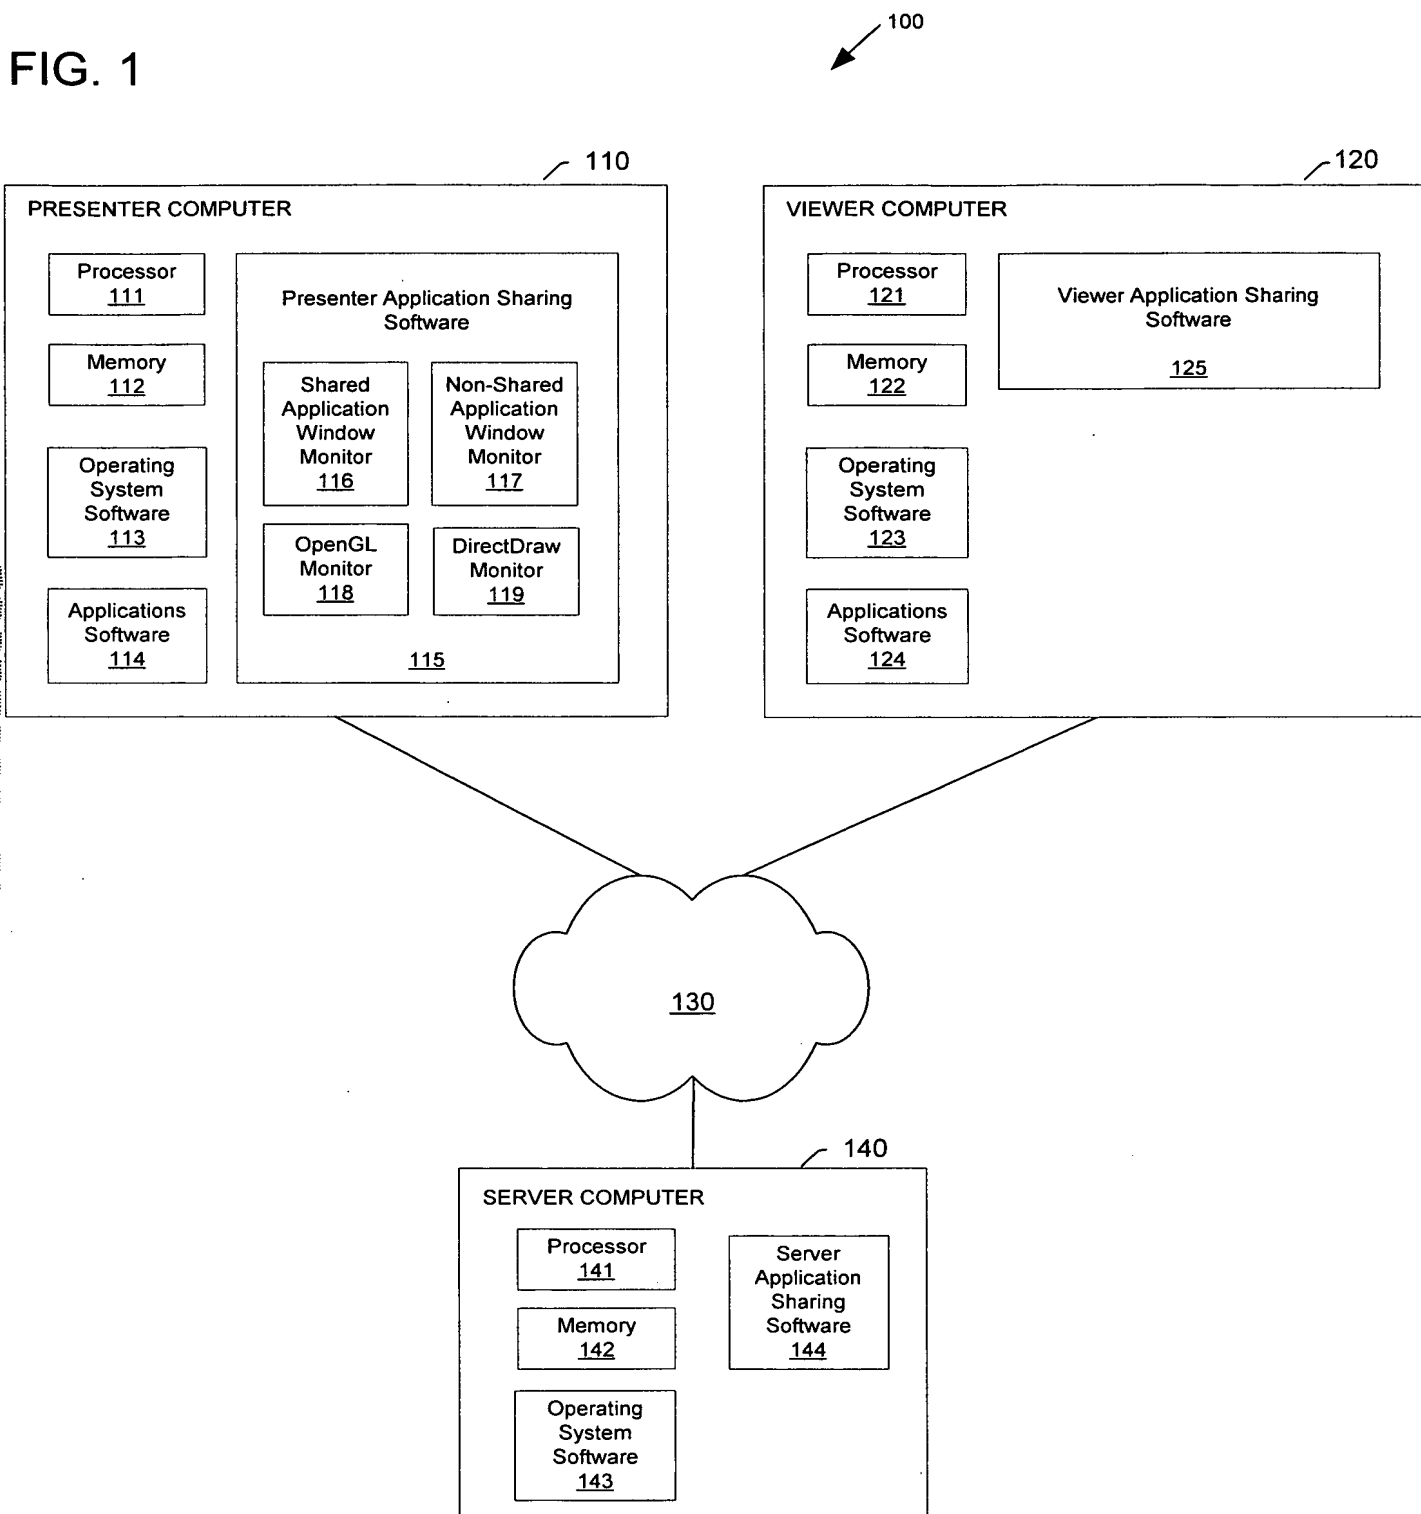 100
FIG. 1
110
PRESENTER COMPUTER
Processor
111
Memory
112
Operating
System
Software
113
Applications
Software
114
Presenter Application Sharing
Software
Shared
Application
Window
Monitor
116
Non-Shared
Application
Window
Monitor
117
OpenGL
Monitor
118
DirectDraw
Monitor
119
115
120
VIEWER COMPUTER
Processor
121
Memory
122
Operating
System
Software
123
Applications
Software
124
Viewer Application Sharing
Software
125
130
140
SERVER COMPUTER
Processor
141
Memory
142
Operating
System
Software
143
Server
Application
Sharing
Software
144